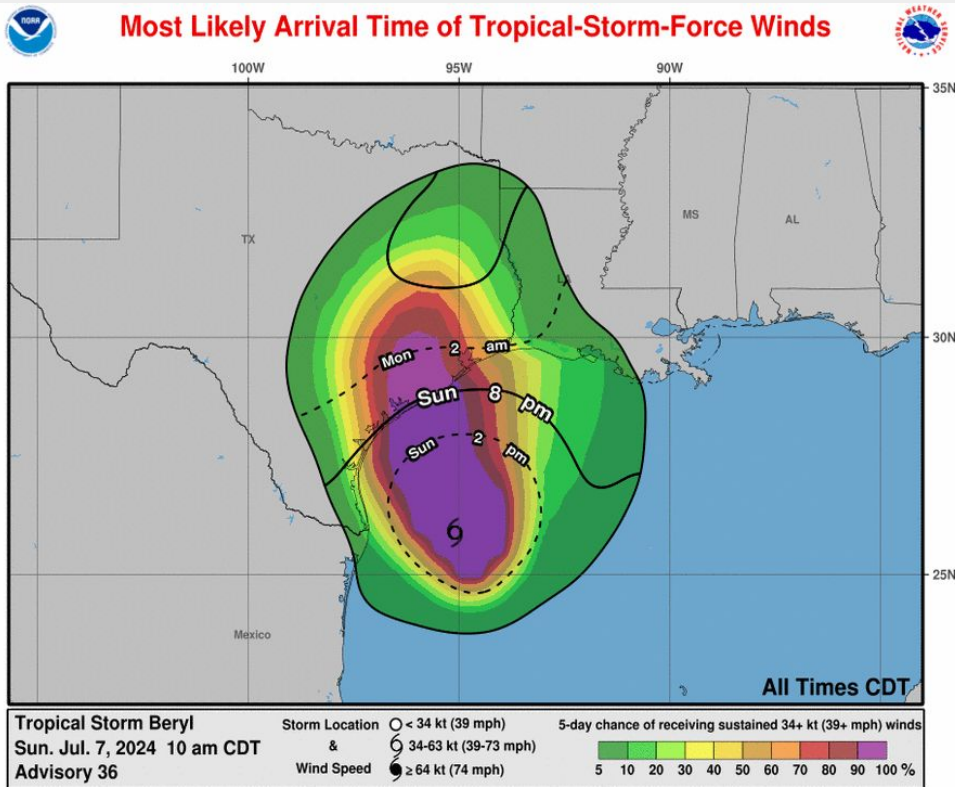 NOAA
Most Likely Arrival Time of Tropical-Storm-Force Winds
NATIONAL WEATHER SERVICE
100W 95W 90W
35N
MS AL
TX
LA
30N
Mon 2 am
Sun 8 pm
Sun 2 pm
25N
Mexico
All Times CDT
Tropical Storm Beryl
Sun. Jul. 7, 2024 10 am CDT
Advisory 36
Storm Location
&
Wind Speed
< 34 kt (39 mph)
34-63 kt (39-73 mph)
≥ 64 kt (74 mph)
5-day chance of receiving sustained 34+ kt (39+ mph) winds
5 10 20 30 40 50 60 70 80 90 100 %